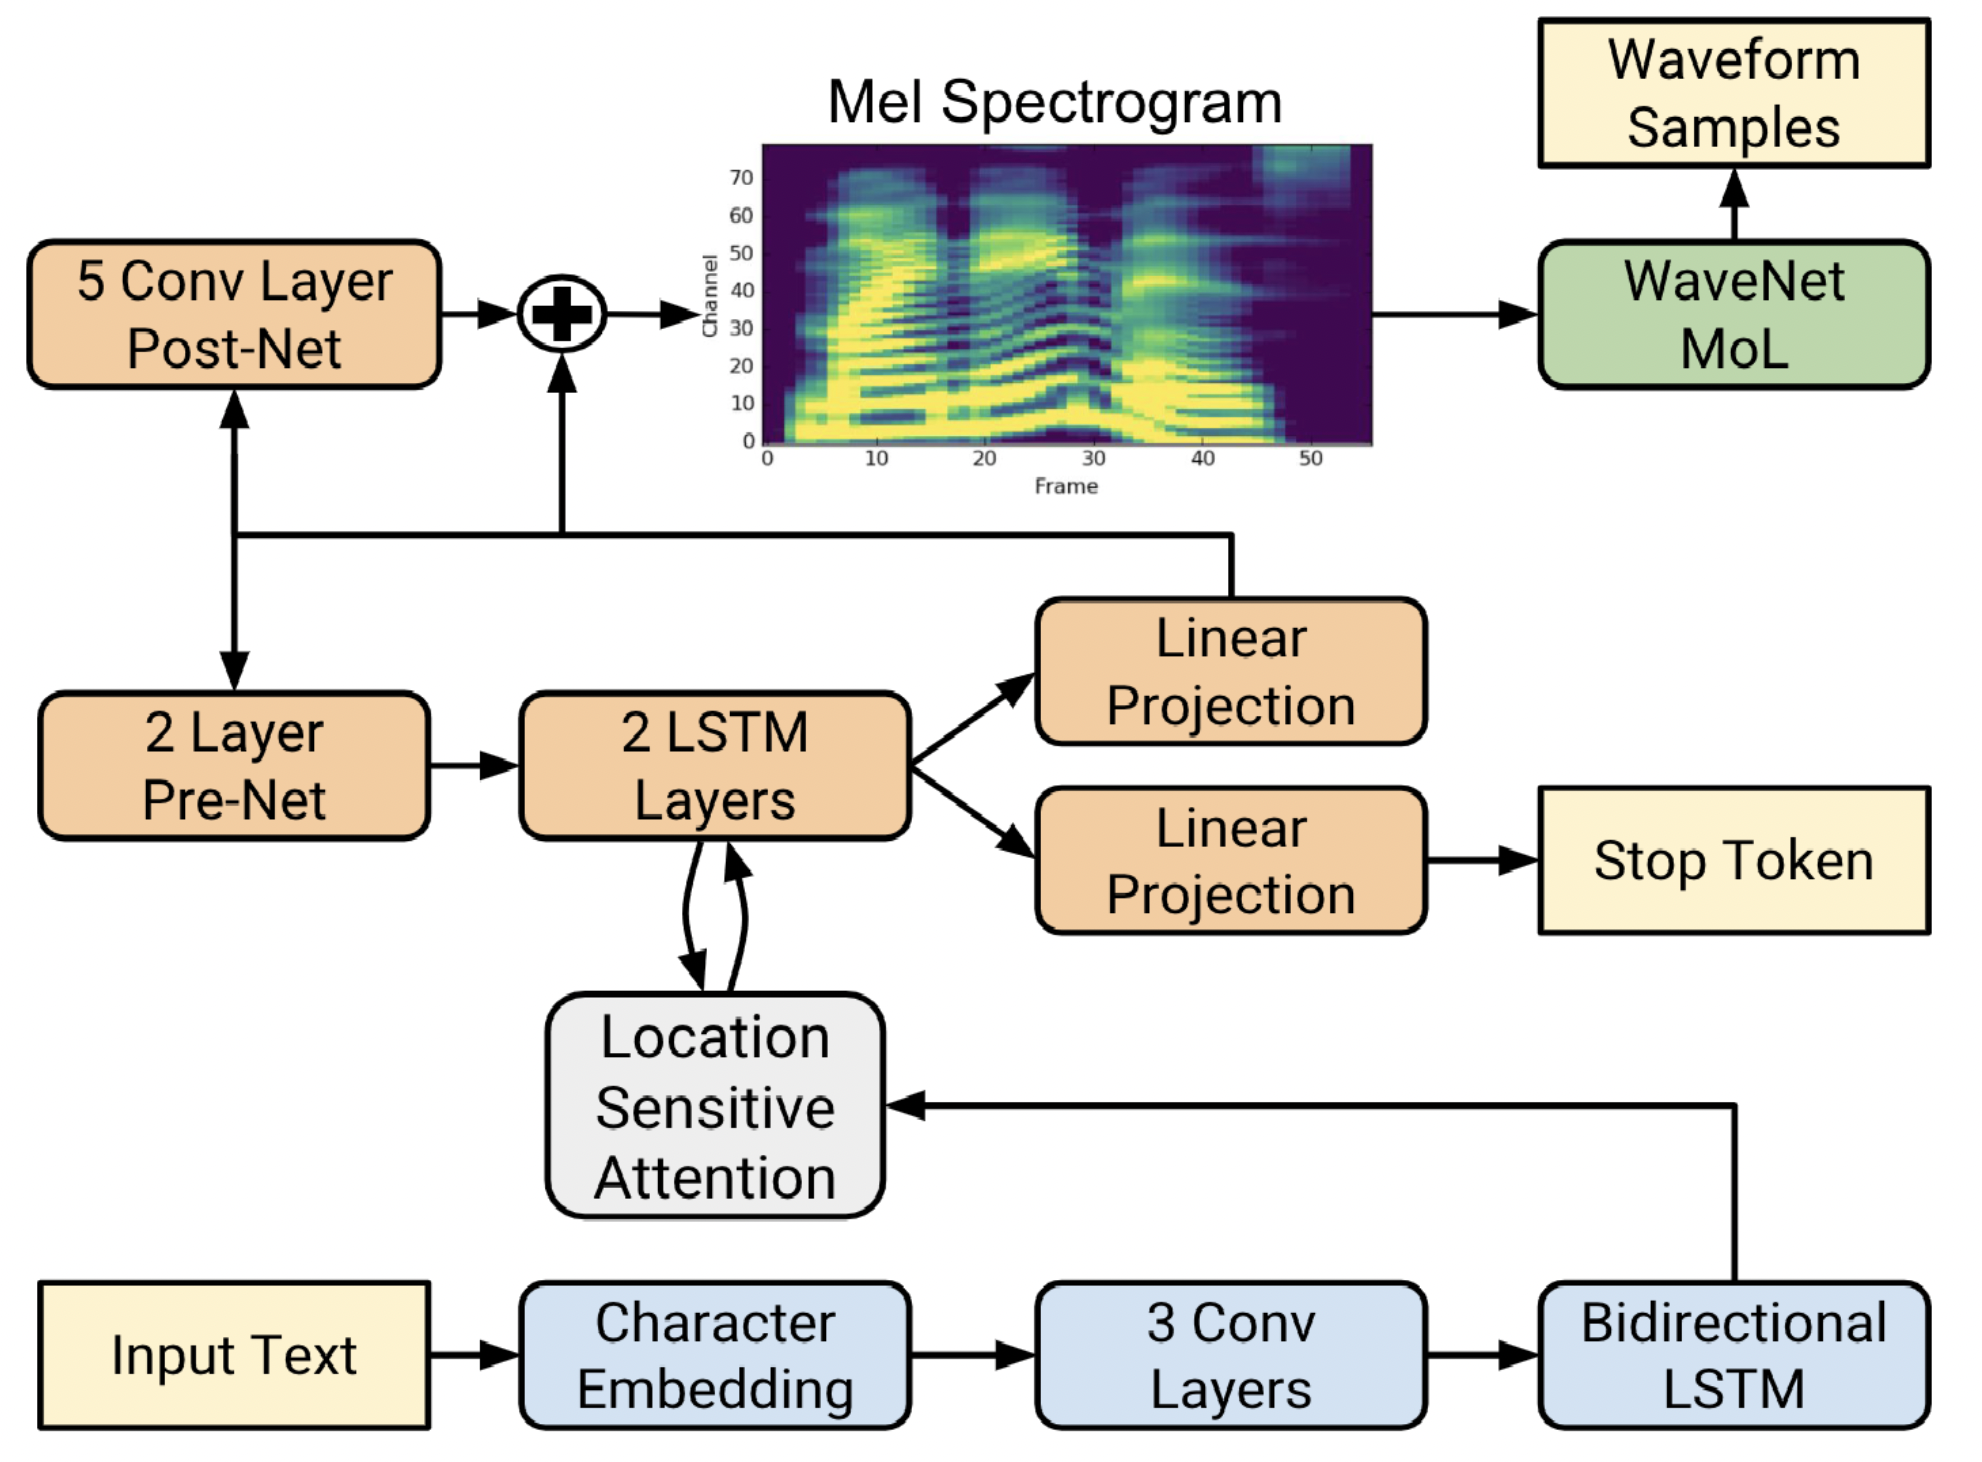 Waveform
Samples
Mel Spectrogram
70
60
50
40
30
20
10
0
Channel
0 10 20 30 40 50
Frame
5 Conv Layer
Post-Net
WaveNet
MoL
Linear
Projection
2 Layer
Pre-Net
2 LSTM
Layers
Linear
Projection
Stop Token
Location
Sensitive
Attention
Input Text
Character
Embedding
3 Conv
Layers
Bidirectional
LSTM